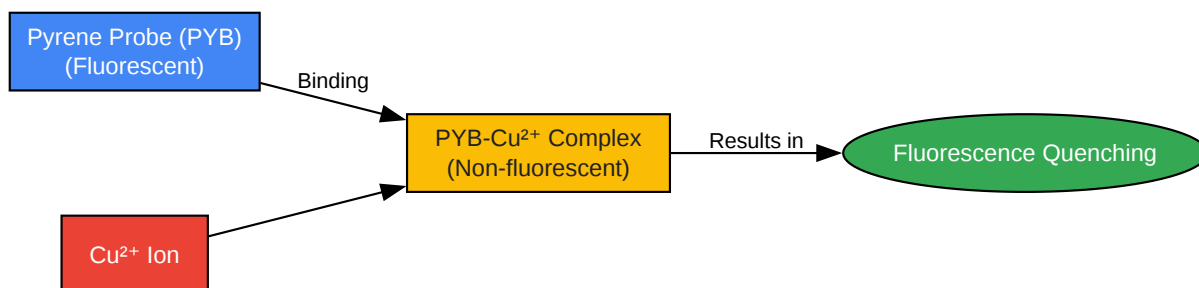 Pyrene Probe (PYB)
(Fluorescent)
Binding
PYB-Cu²⁺ Complex
(Non-fluorescent)
Results in
Fluorescence Quenching
Cu²⁺ Ion